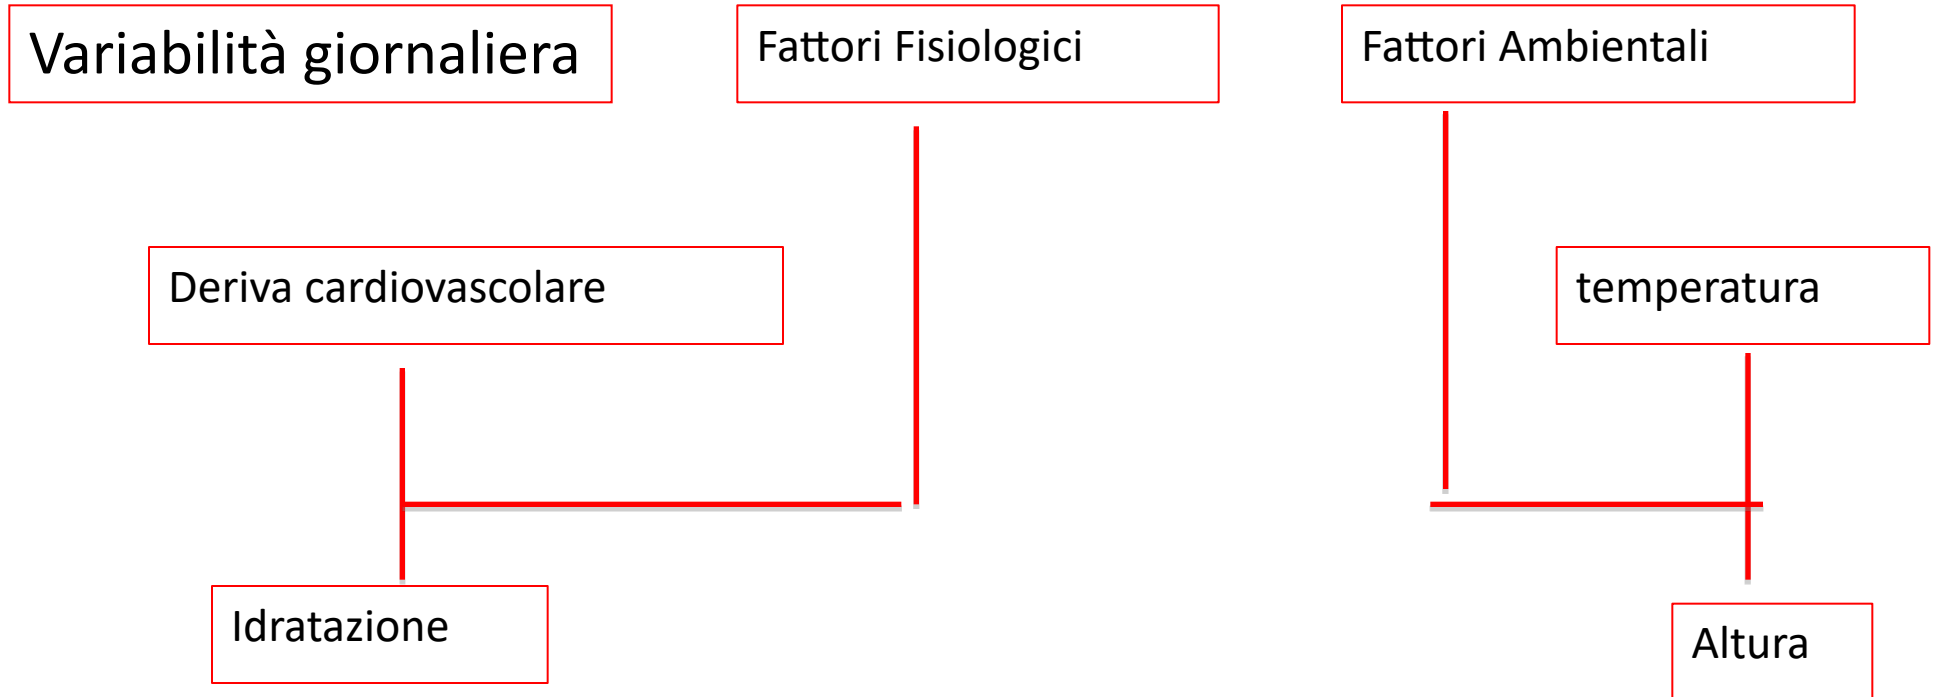 Variabilità giornaliera
Fattori Fisiologici
Fattori Ambientali
Deriva cardiovascolare
temperatura
Idratazione
Altura